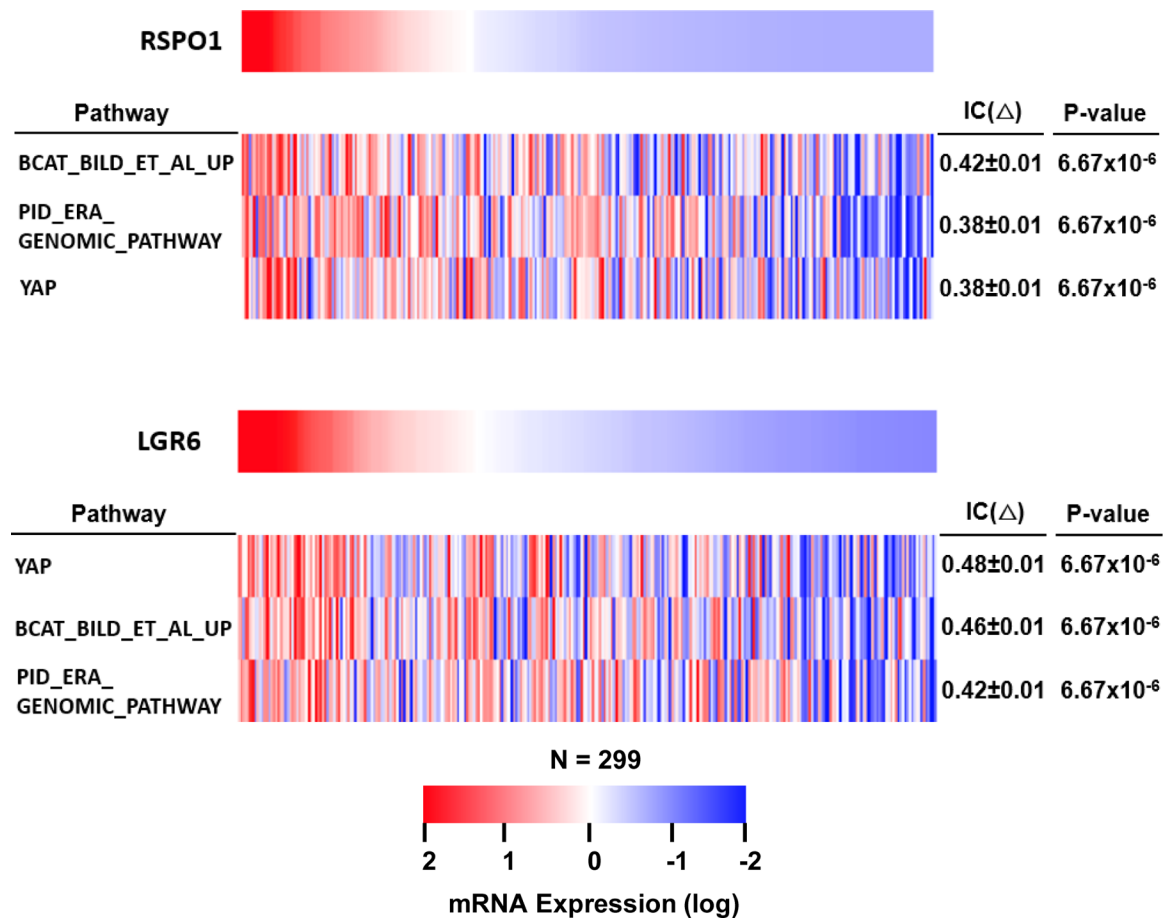 RSPO1
Pathway IC(△) P-value
BCAT_BILD_ET_AL_UP 0.42±0.01 6.67x10⁻⁶
PID_ERA_
GENOMIC_PATHWAY 0.38±0.01 6.67x10⁻⁶
YAP 0.38±0.01 6.67x10⁻⁶
LGR6
Pathway IC(△) P-value
YAP 0.48±0.01 6.67x10⁻⁶
BCAT_BILD_ET_AL_UP 0.46±0.01 6.67x10⁻⁶
PID_ERA_
GENOMIC_PATHWAY 0.42±0.01 6.67x10⁻⁶
N = 299
2 1 0 -1 -2
mRNA Expression (log)